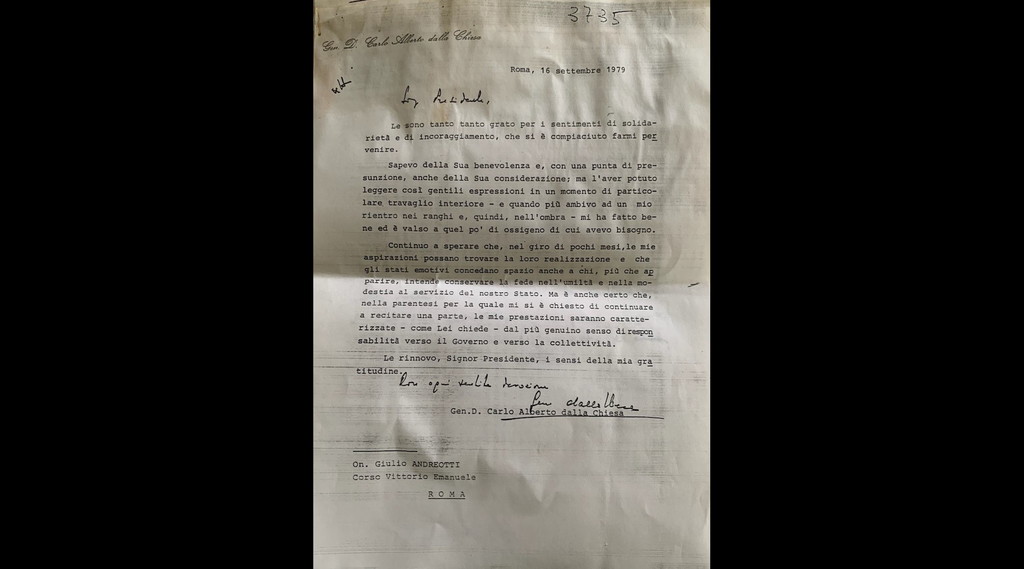 3735
Gen. D. Carlo Alberto dalla Chiesa
Roma, 16 settembre 1979
Sig. Presidente,
Le sono tanto tanto grato per i sentimenti di solida-
rietà e di incoraggiamento, che si è compiaciuto farmi per
venire.
Sapevo della Sua benevolenza e, con una punta di pre-
sunzione, anche della Sua considerazione; ma l'aver potuto
leggere così gentili espressioni in un momento di partico-
lare travaglio interiore - e quando più ambivo ad un mio
rientro nei ranghi e, quindi, nell'ombra - mi ha fatto be-
ne ed è valso a quel po' di ossigeno di cui avevo bisogno.
Continuo a sperare che, nel giro di pochi mesi,le mie
aspirazioni possano trovare la loro realizzazione e che
gli stati emotivi concedano spazio anche a chi, più che ap
parire, intende conservare la fede nell'umiltà e nella mo-
destia al servizio del nostro Stato. Ma è anche certo che,
nella parentesi per la quale mi si è chiesto di continuare
a recitare una parte, le mie prestazioni saranno caratte-
rizzate - come Lei chiede - dal più genuino senso di respon
sabilità verso il Governo e verso la collettività.
Le rinnovo, Signor Presidente, i sensi della mia gra
titudine.
Con ogni sentita devozione
Gen dalla Chiesa
Gen.D. Carlo Alberto dalla Chiesa
On. Giulio ANDREOTTI
Corso Vittorio Emanuele
R O M A